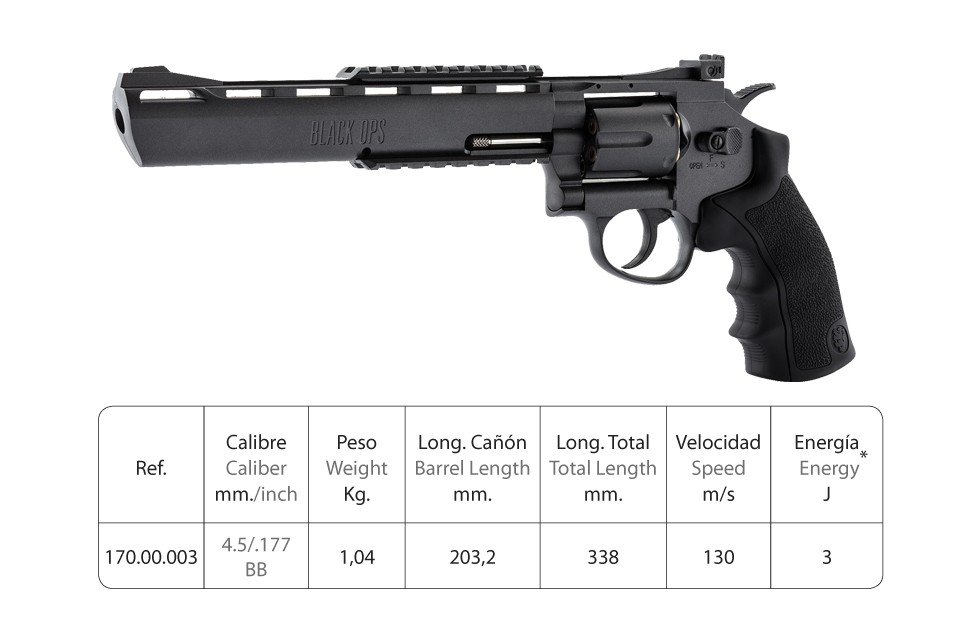 BLACK OPS
F
OPEN --> S
Ref.
Calibre
Caliber
mm./inch
Peso
Weight
Kg.
Long. Cañón
Barrel Length
mm.
Long. Total
Total Length
mm.
Velocidad
Speed
m/s
Energía
Energy*
J
170.00.003
4.5/.177
BB
1,04
203,2
338
130
3